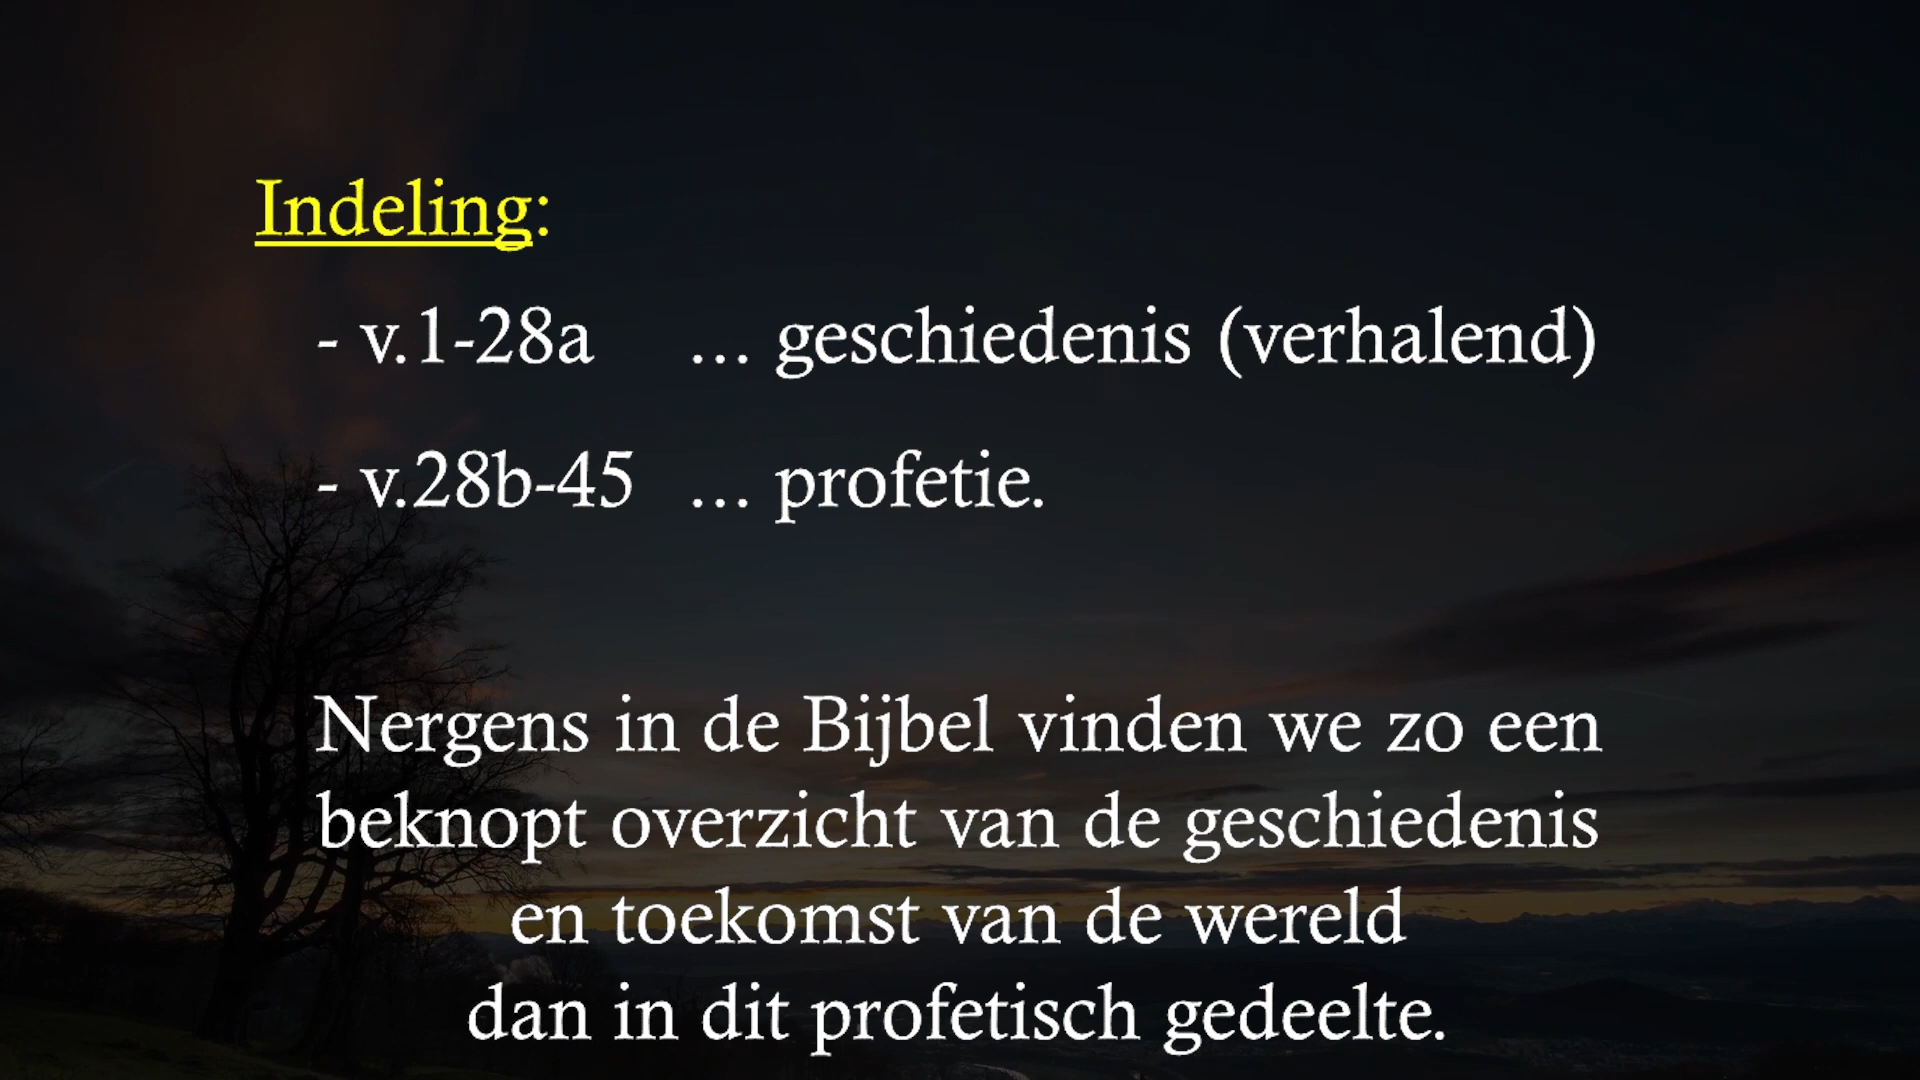 Indeling:
- v.1-28a … geschiedenis (verhalend)
- v.28b-45 … profetie.
Nergens in de Bijbel vinden we zo een
beknopt overzicht van de geschiedenis
en toekomst van de wereld
dan in dit profetisch gedeelte.